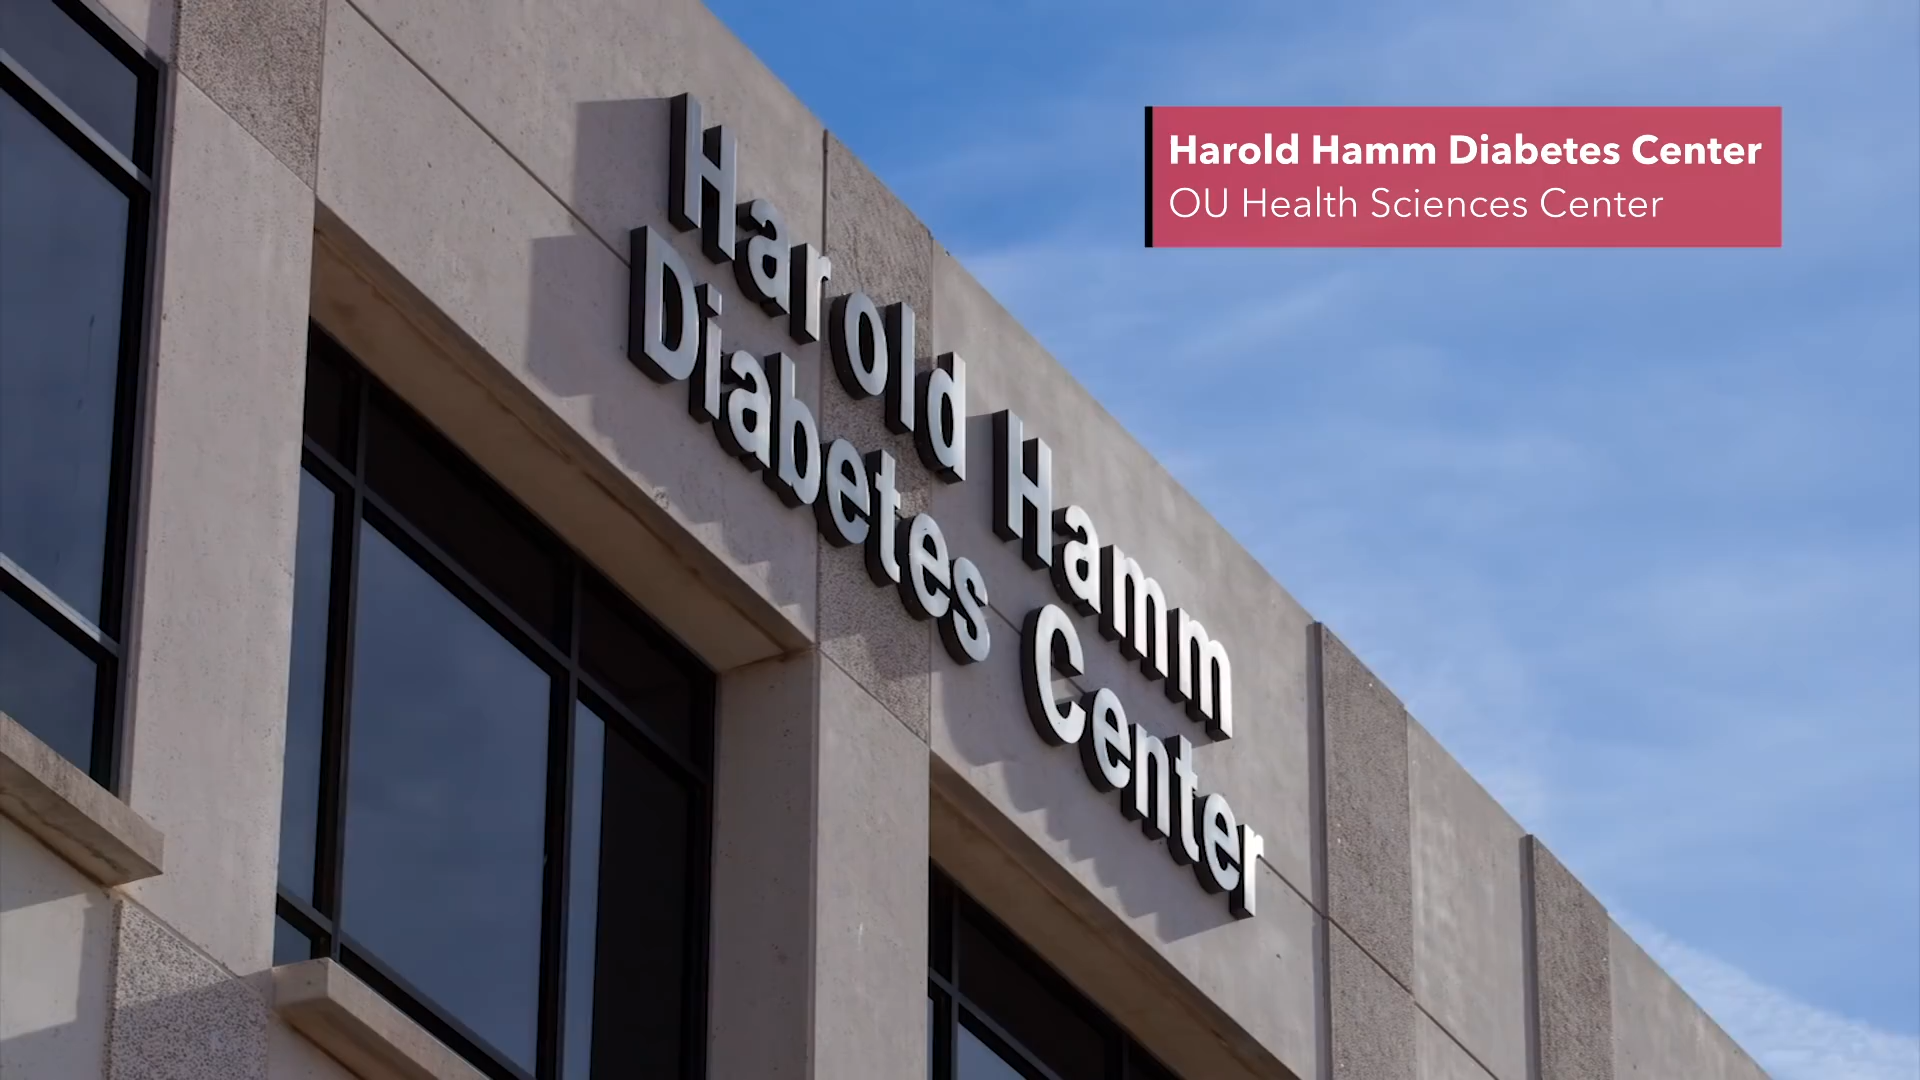 Harold Hamm Diabetes Center
OU Health Sciences Center
Harold Hamm
Diabetes Center